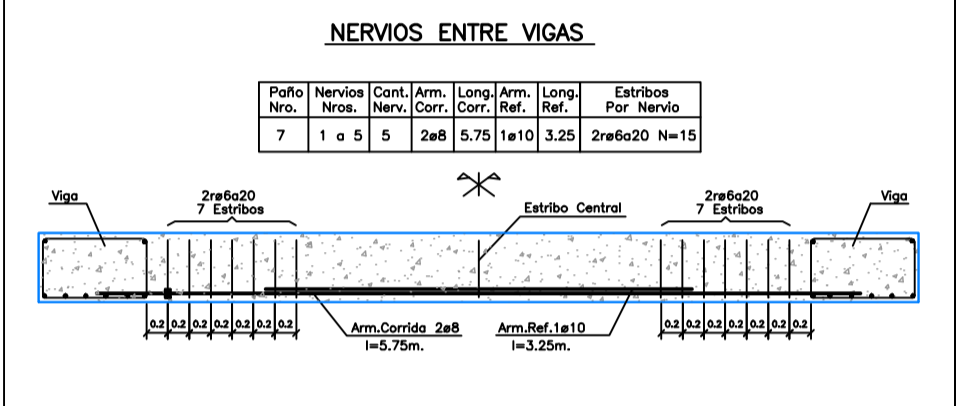 NERVIOS ENTRE VIGAS
Paño Nervios Cant. Arm. Long. Arm. Long. Estribos
Nro. Nros. Nerv. Corr. Corr. Ref. Ref. Por Nervio
7 1 a 5 5 2ø8 5.75 1ø10 3.25 2rø6a20 N=15
Viga 2rø6a20 2rø6a20 Viga
7 Estribos Estribo Central 7 Estribos
0.2 0.2 0.2 0.2 0.2 0.2 0.2 0.2 0.2 0.2 0.2 0.2 0.2 0.2
Arm.Corrida 2ø8 Arm.Ref.1ø10
l=5.75m. l=3.25m.